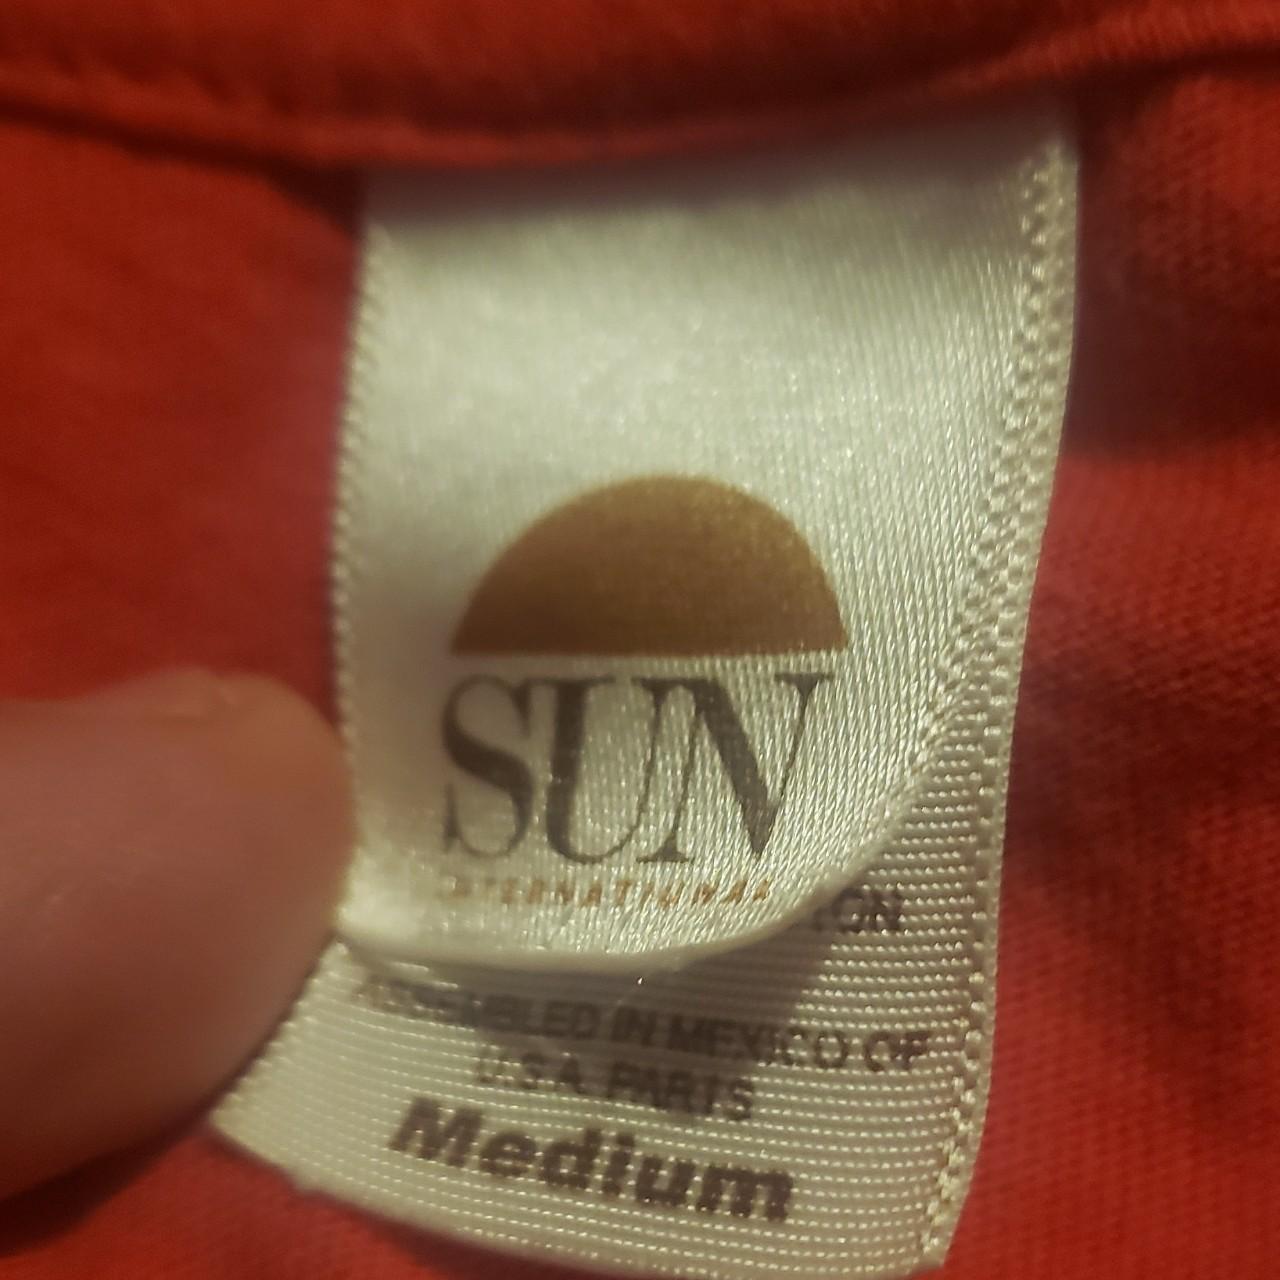 SUN
INTERNATIONAL
ASSEMBLED IN MEXICO OF
U.S.A. PARTS
Medium